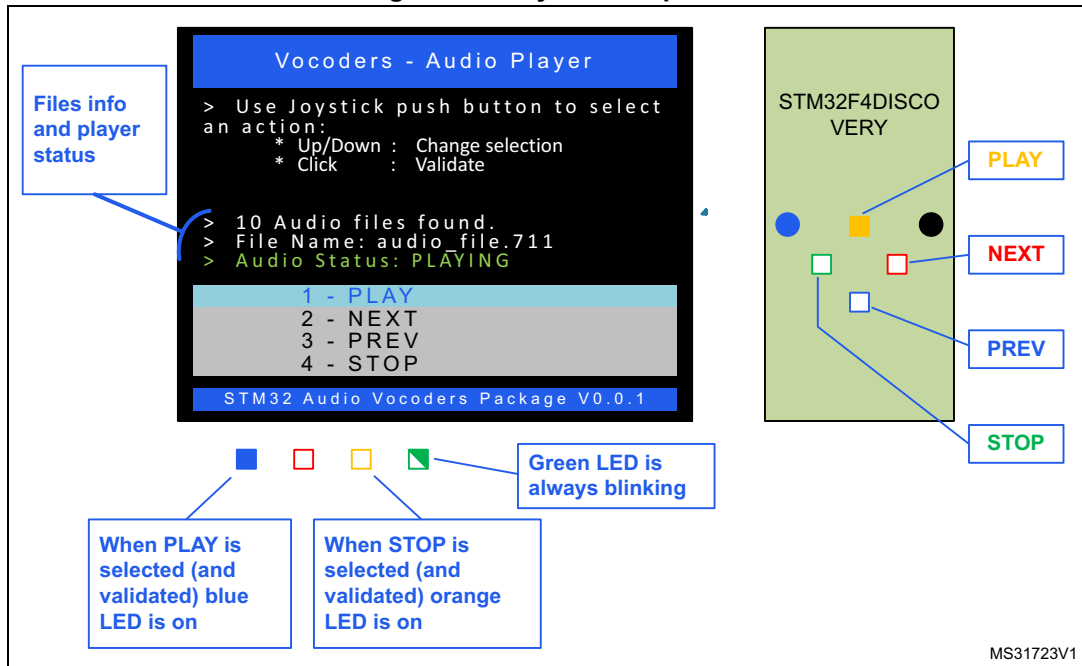 Vocoders - Audio Player
> Use Joystick push button to select
an action:
* Up/Down : Change selection
* Click : Validate
> 10 Audio files found.
> File Name: audio_file.711
> Audio Status: PLAYING
1 - PLAY
2 - NEXT
3 - PREV
4 - STOP
STM32 Audio Vocoders Package V0.0.1
Files info
and player
status
Green LED is
always blinking
When PLAY is
selected (and
validated) blue
LED is on
When STOP is
selected (and
validated) orange
LED is on
STM32F4DISCO
VERY
PLAY
NEXT
PREV
STOP
MS31723V1